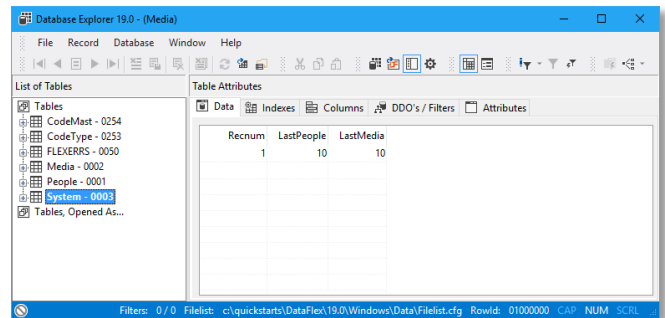 Database Explorer 19.0 - (Media)
File Record Database Window Help
List of Tables
Table Attributes
Tables
CodeMast - 0254
CodeType - 0253
FLEXERRS - 0050
Media - 0002
People - 0001
System - 0003
Tables, Opened As...
Data Indexes Columns DDO's / Filters Attributes
Recnum LastPeople LastMedia
1 10 10
Filters: 0 / 0 Filelist: c:\quickstarts\DataFlex\19.0\Windows\Data\Filelist.cfg RowId: 01000000 CAP NUM SCRL